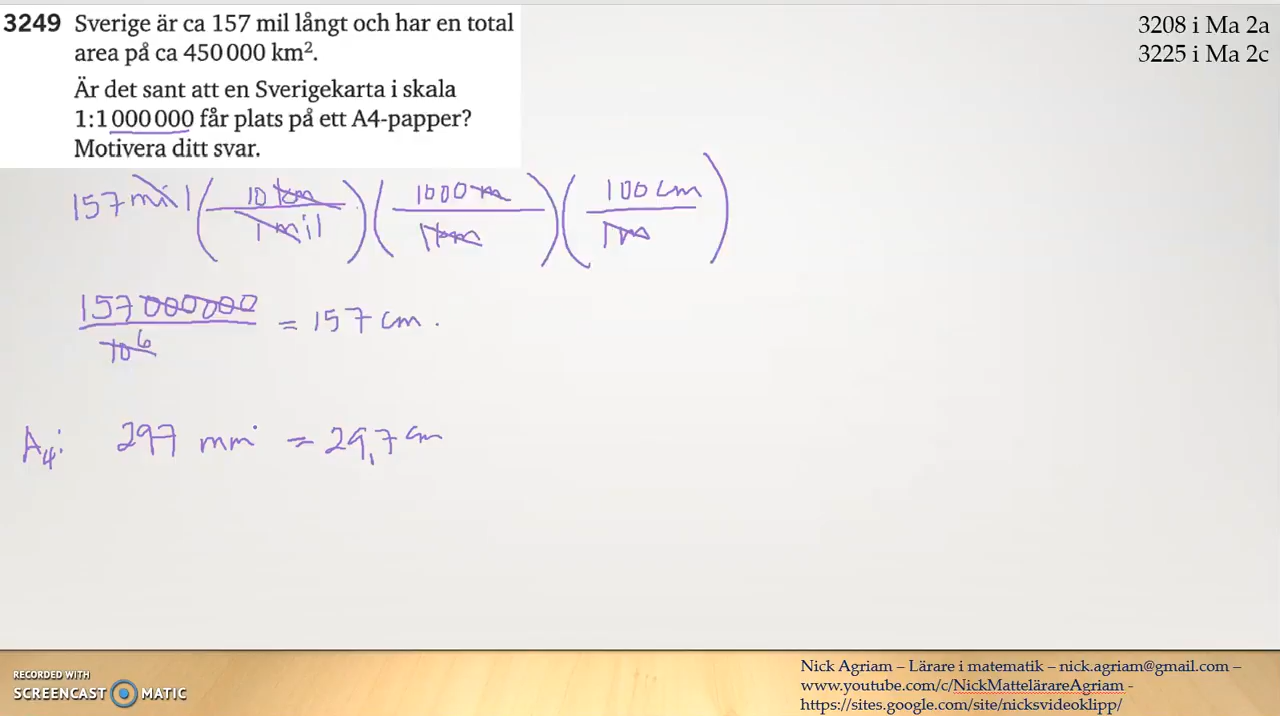 3249 Sverige är ca 157 mil långt och har en total
area på ca 450 000 km².
Är det sant att en Sverigekarta i skala
1:1 000 000 får plats på ett A4-papper?
Motivera ditt svar.
3208 i Ma 2a
3225 i Ma 2c
157 mil (10 km / 1 mil) (1000 m / 1 km) (100 cm / 1 m)
157 000000 / 10⁶ = 157 cm.
A4: 297 mm = 29,7 cm
RECORDED WITH
SCREENCAST MATIC
Nick Agriam – Lärare i matematik – nick.agriam@gmail.com –
www.youtube.com/c/NickMattelärareAgriam -
https://sites.google.com/site/nicksvideoklipp/